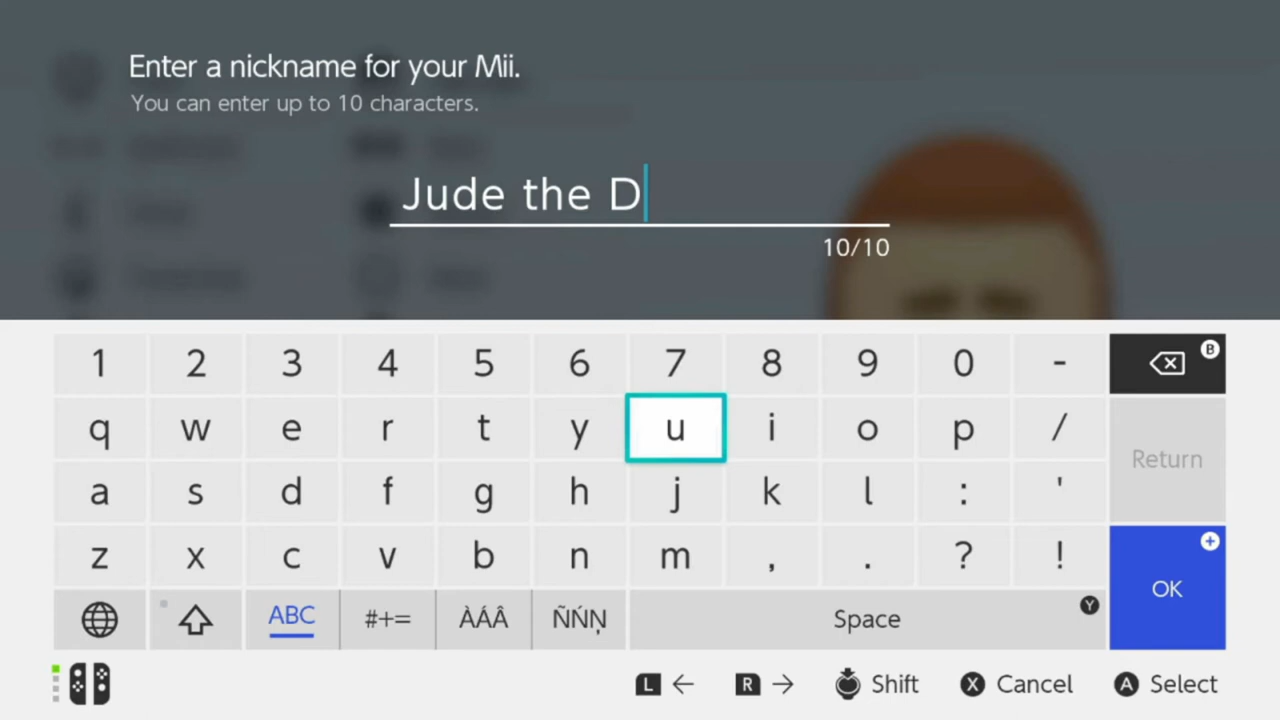 Enter a nickname for your Mii.
You can enter up to 10 characters.
Jude the D
10/10
1 2 3 4 5 6 7 8 9 0 - B
q w e r t y u i o p /
Return
a s d f g h j k l : '
z x c v b n m , . ? !
OK
ABC #+= ÀÁÂ ÑŃŅ Space Y
L ← R → Shift X Cancel A Select